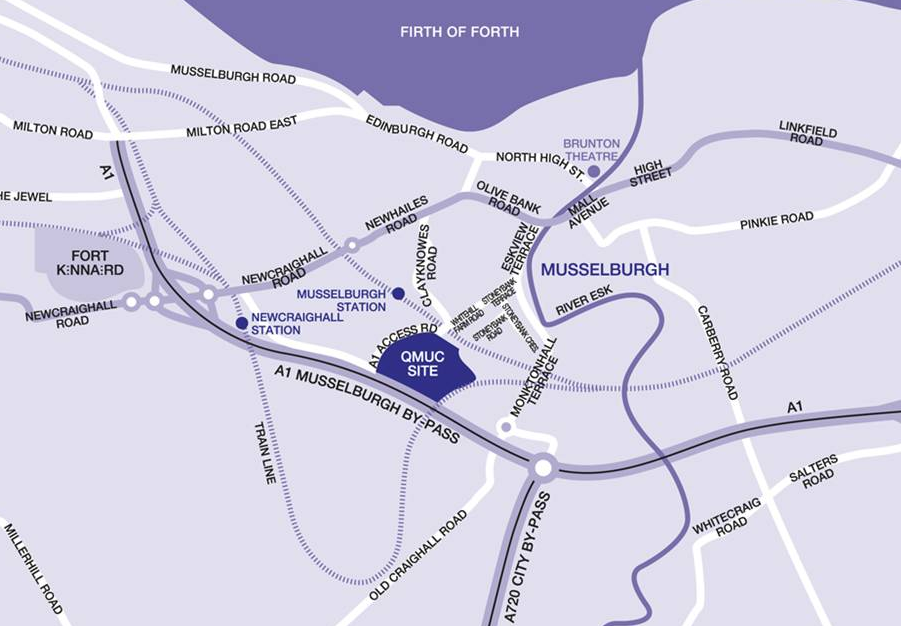 FIRTH OF FORTH
MUSSELBURGH ROAD
MILTON ROAD
MILTON ROAD EAST
EDINBURGH ROAD
LINKFIELD
ROAD
BRUNTON
THEATRE
NORTH HIGH ST.
HIGH
STREET
A1
HE JEWEL
OLIVE BANK
ROAD
MALL
AVENUE
NEWHAILES
ROAD
PINKIE ROAD
FORT
KINNAIRD
NEWCRAIGHALL
ROAD
CLAYKNOWES
ROAD
ESKVIEW
TERRACE
MUSSELBURGH
MUSSELBURGH
STATION
RIVER ESK
NEWCRAIGHALL
ROAD
NEWCRAIGHALL
STATION
WHITEHILL
FARM ROAD
STONEYBANK
TERRACE
STONEYBANK
ROAD
STONEYBANK CRES
A1 ACCESS RD
QMUC
SITE
CARBERRY ROAD
MONKTONHALL
TERRACE
A1 MUSSELBURGH BY-PASS
A1
TRAIN LINE
SALTERS
ROAD
WHITECRAIG
ROAD
MILLERHILL ROAD
OLD CRAIGHALL ROAD
A720 CITY BY-PASS